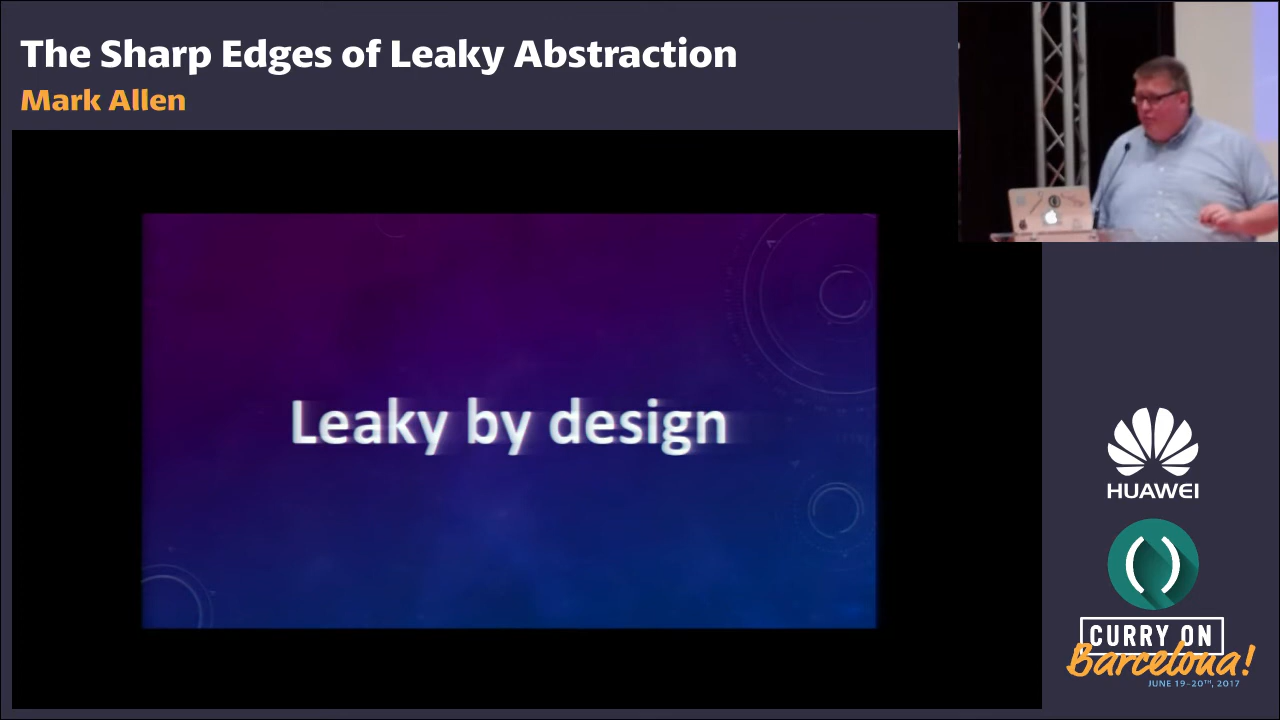 The Sharp Edges of Leaky Abstraction
Mark Allen
Leaky by design
HUAWEI
CURRY ON
Barcelona!
JUNE 19-20TH, 2017